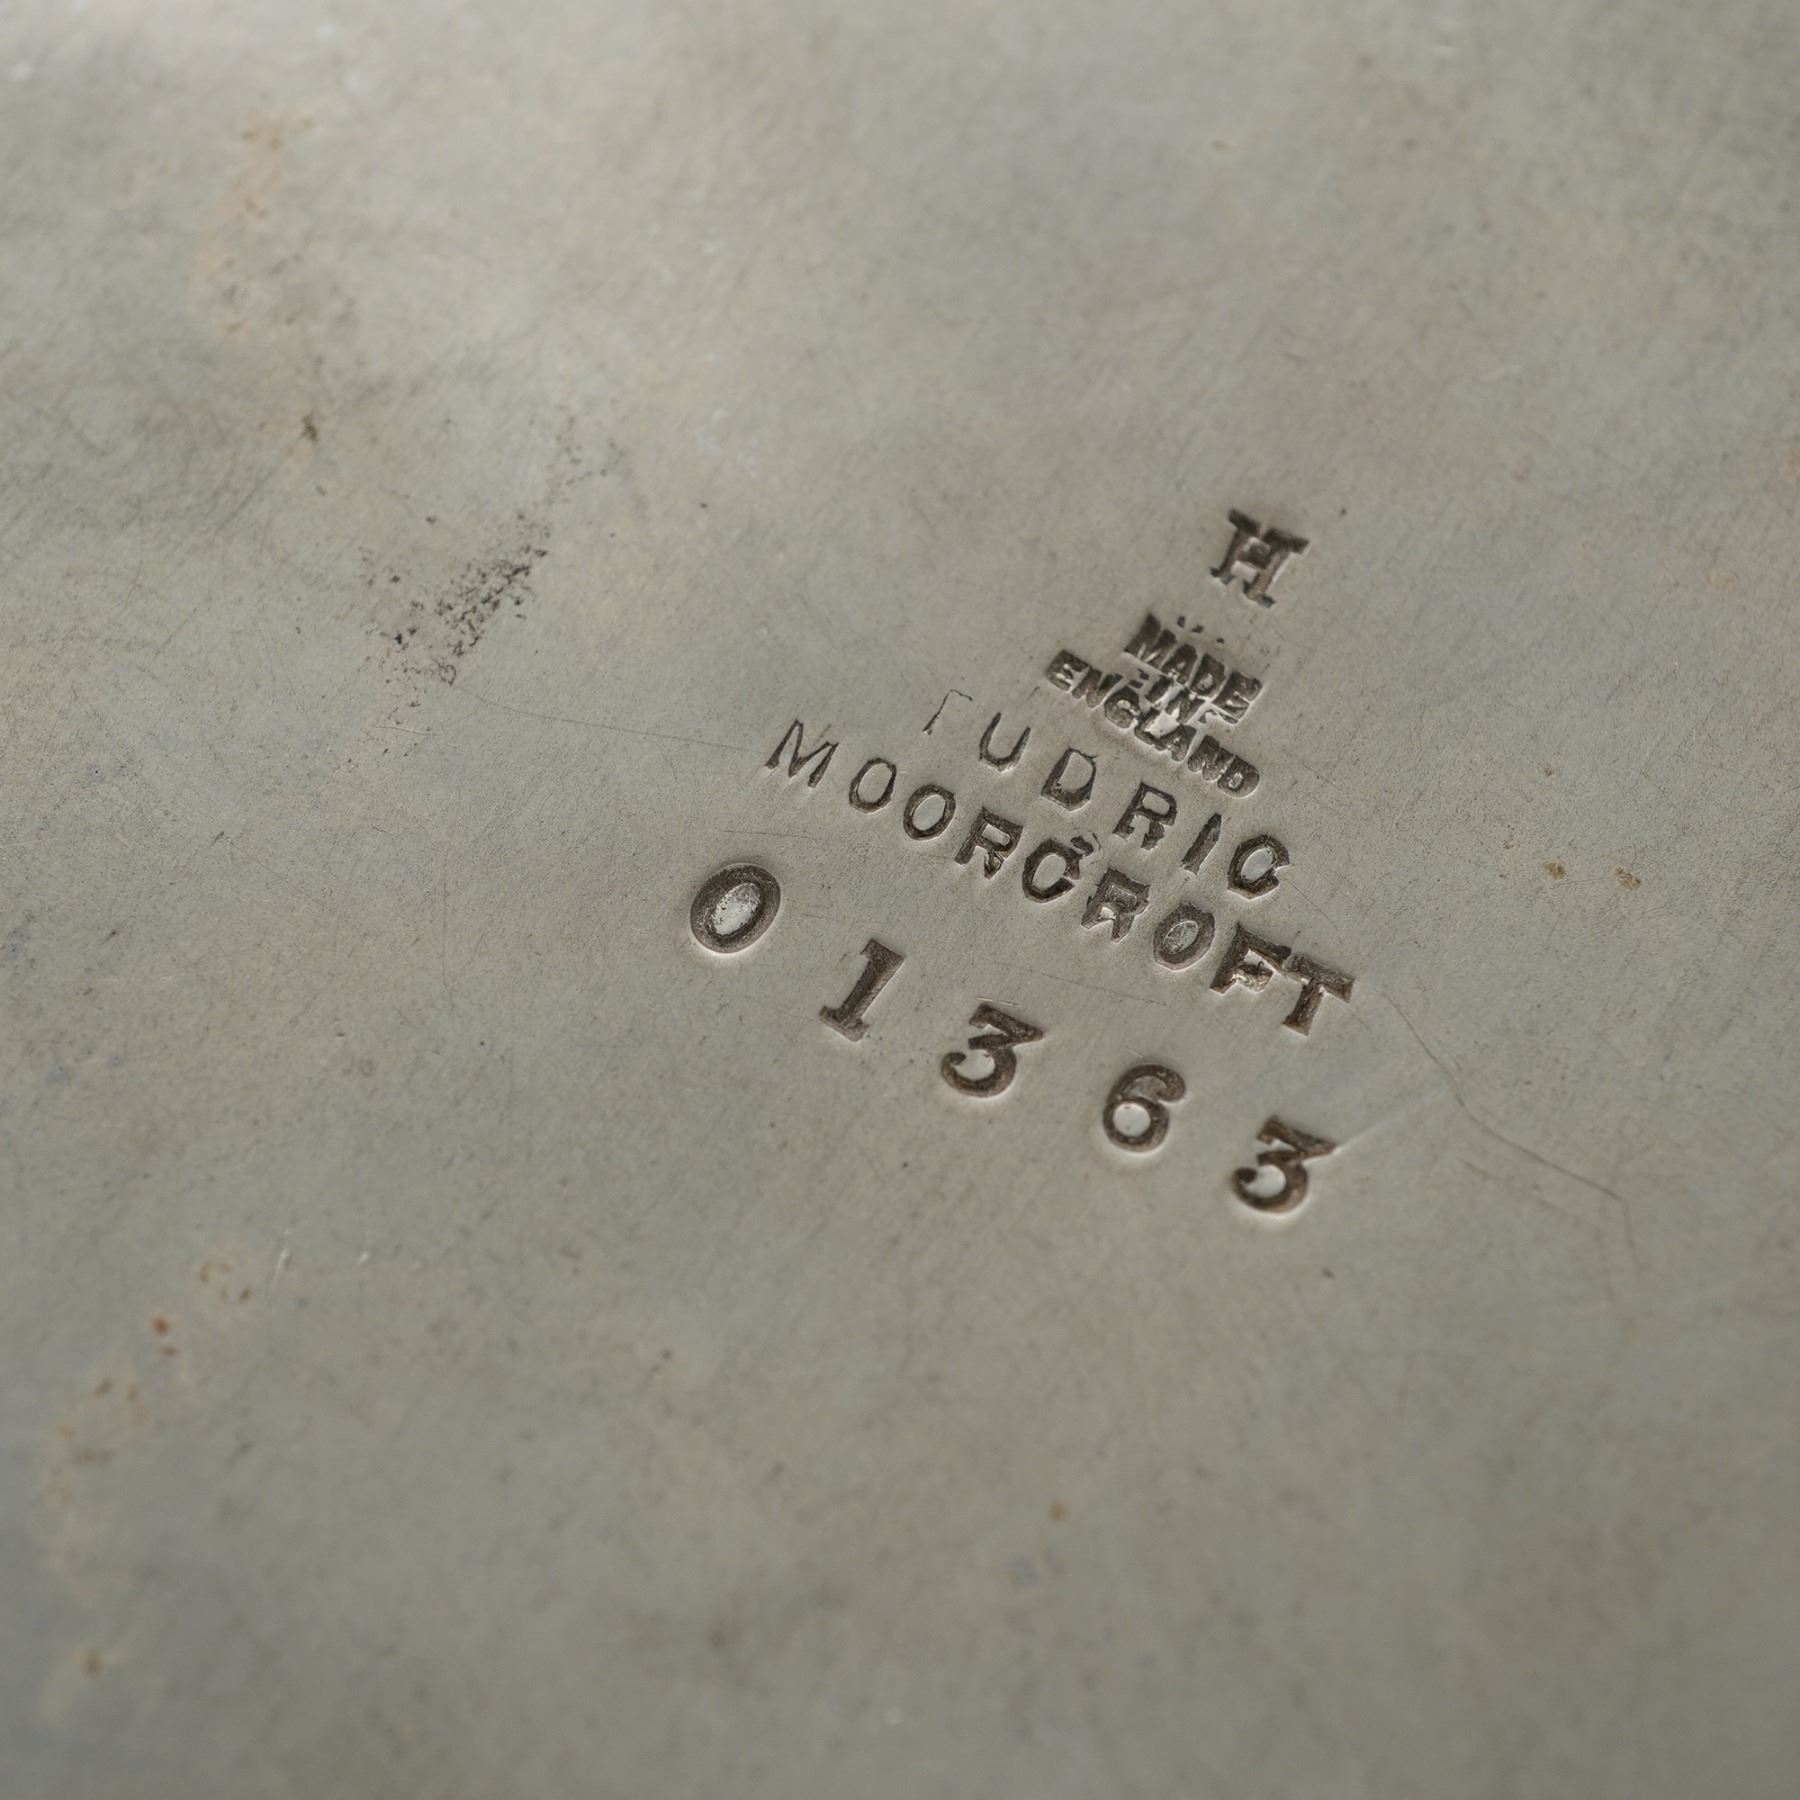 H
MADE
-IN-
ENGLAND
TUDRIC
MOORCROFT
01363